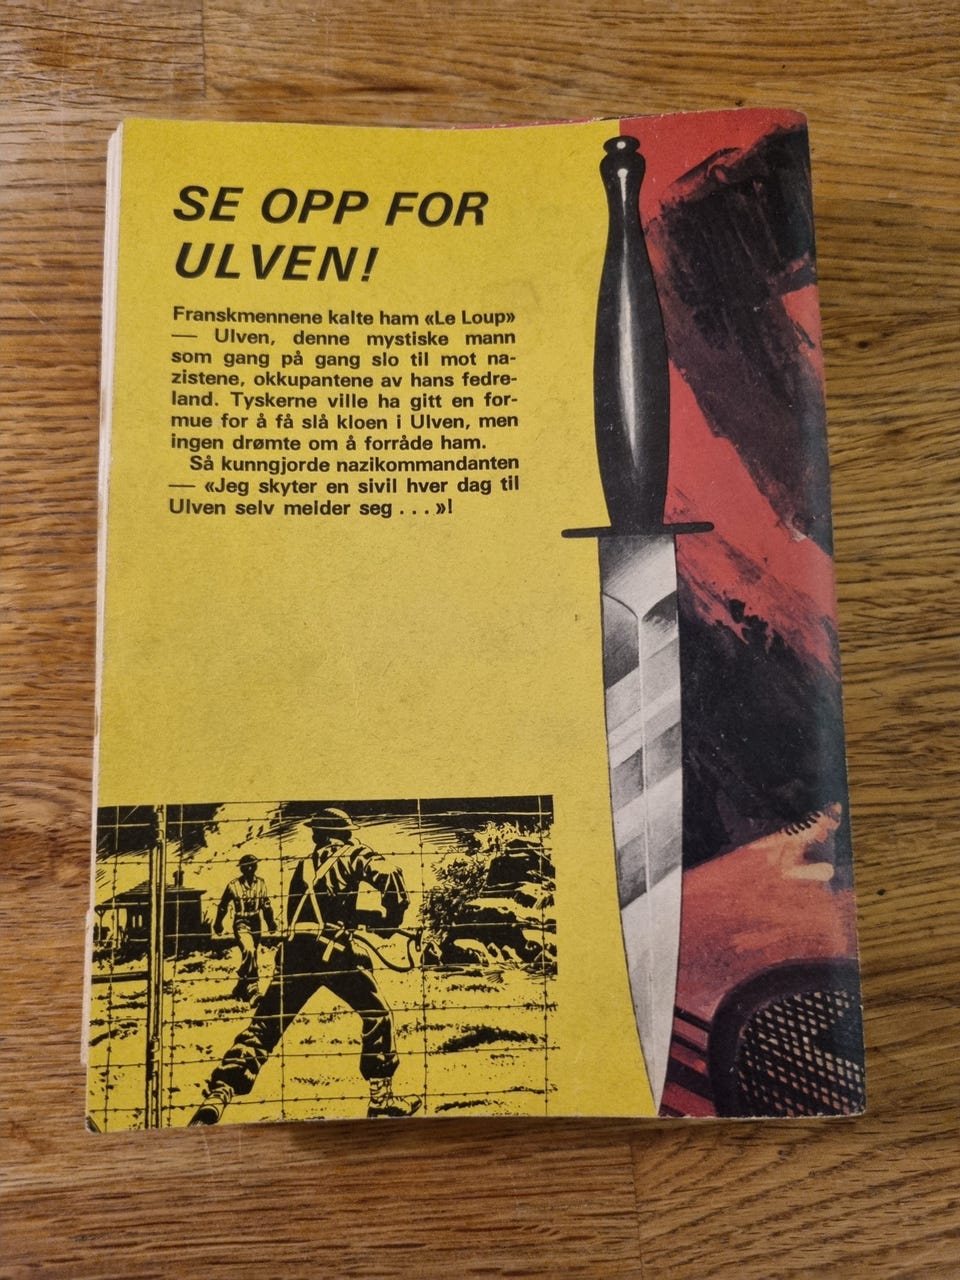 SE OPP FOR
ULVEN!
Franskmennene kalte ham «Le Loup»
— Ulven, denne mystiske mann
som gang på gang slo til mot na-
zistene, okkupantene av hans fedre-
land. Tyskerne ville ha gitt en for-
mue for å få slå kloen i Ulven, men
ingen drømte om å forråde ham.
Så kunngjorde nazikommandanten
— «Jeg skyter en sivil hver dag til
Ulven selv melder seg . . . »!